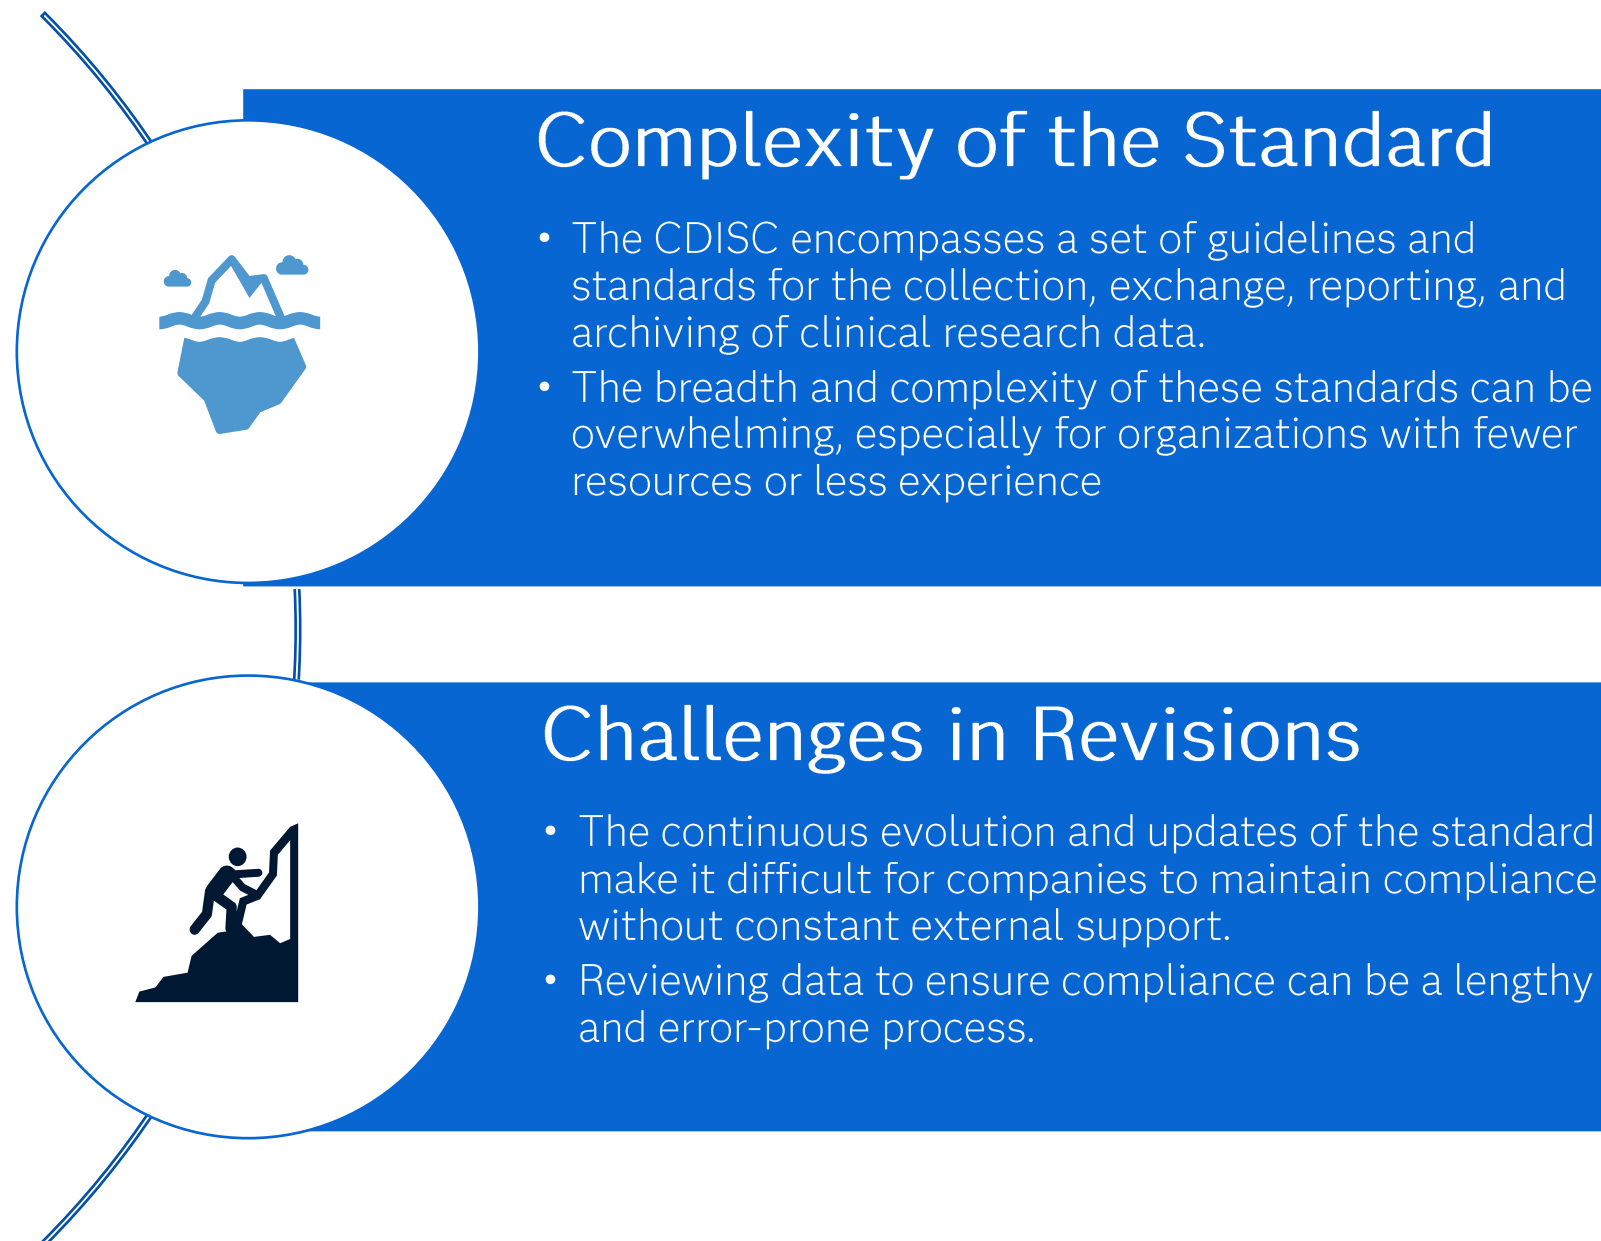 Complexity of the Standard
• The CDISC encompasses a set of guidelines and
standards for the collection, exchange, reporting, and
archiving of clinical research data.
• The breadth and complexity of these standards can be
overwhelming, especially for organizations with fewer
resources or less experience
Challenges in Revisions
• The continuous evolution and updates of the standard
make it difficult for companies to maintain compliance
without constant external support.
• Reviewing data to ensure compliance can be a lengthy
and error-prone process.